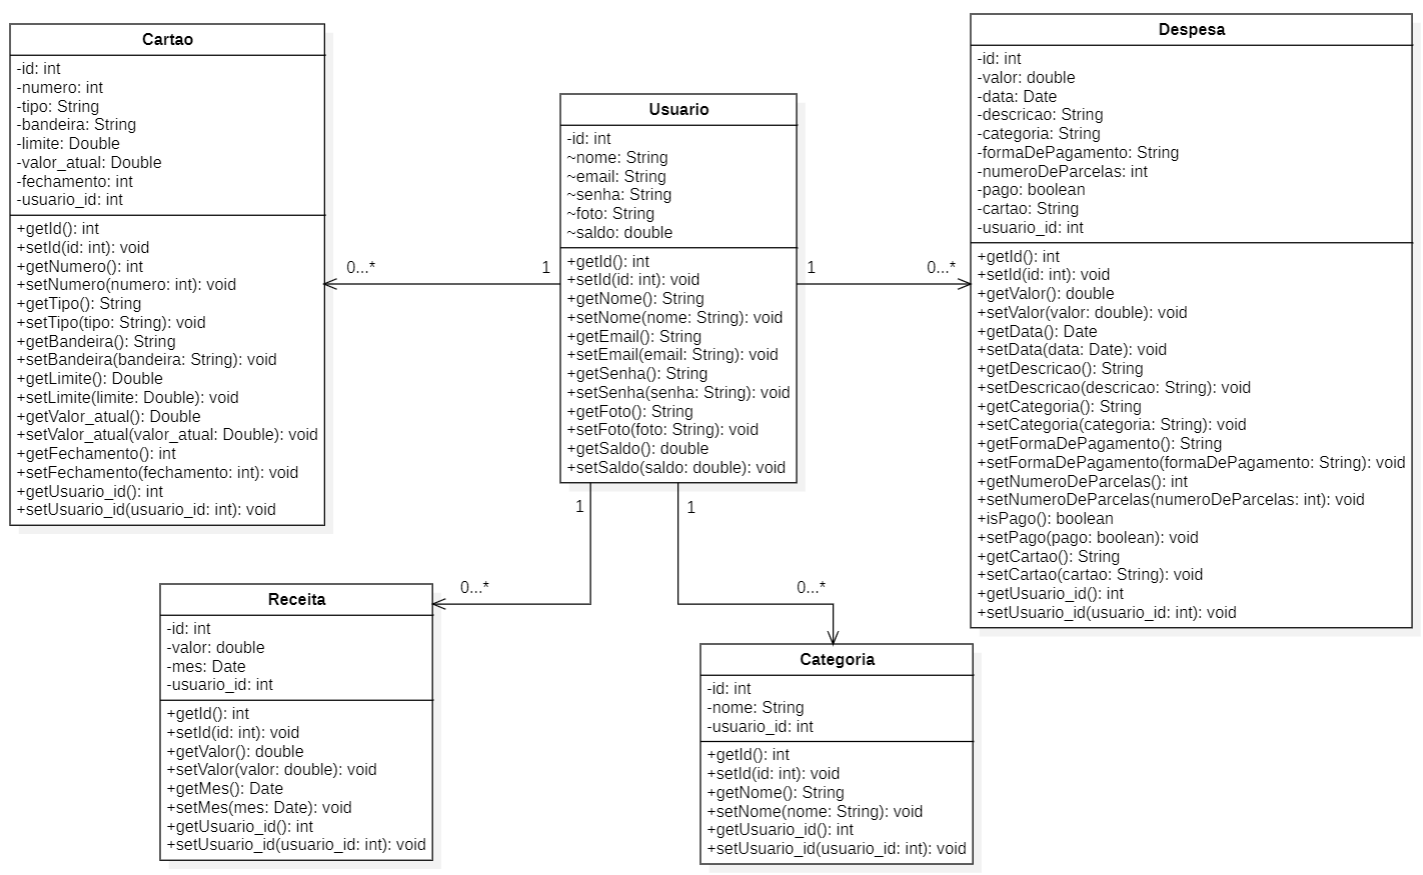 Cartao
-id: int
-numero: int
-tipo: String
-bandeira: String
-limite: Double
-valor_atual: Double
-fechamento: int
-usuario_id: int
+getId(): int
+setId(id: int): void
+getNumero(): int
+setNumero(numero: int): void
+getTipo(): String
+setTipo(tipo: String): void
+getBandeira(): String
+setBandeira(bandeira: String): void
+getLimite(): Double
+setLimite(limite: Double): void
+getValor_atual(): Double
+setValor_atual(valor_atual: Double): void
+getFechamento(): int
+setFechamento(fechamento: int): void
+getUsuario_id(): int
+setUsuario_id(usuario_id: int): void
0...*
1
Usuario
-id: int
~nome: String
~email: String
~senha: String
~foto: String
~saldo: double
+getId(): int
+setId(id: int): void
+getNome(): String
+setNome(nome: String): void
+getEmail(): String
+setEmail(email: String): void
+getSenha(): String
+setSenha(senha: String): void
+getFoto(): String
+setFoto(foto: String): void
+getSaldo(): double
+setSaldo(saldo: double): void
1
0...*
Despesa
-id: int
-valor: double
-data: Date
-descricao: String
-categoria: String
-formaDePagamento: String
-numeroDeParcelas: int
-pago: boolean
-cartao: String
-usuario_id: int
+getId(): int
+setId(id: int): void
+getValor(): double
+setValor(valor: double): void
+getData(): Date
+setData(data: Date): void
+getDescricao(): String
+setDescricao(descricao: String): void
+getCategoria(): String
+setCategoria(categoria: String): void
+getFormaDePagamento(): String
+setFormaDePagamento(formaDePagamento: String): void
+getNumeroDeParcelas(): int
+setNumeroDeParcelas(numeroDeParcelas: int): void
+isPago(): boolean
+setPago(pago: boolean): void
+getCartao(): String
+setCartao(cartao: String): void
+getUsuario_id(): int
+setUsuario_id(usuario_id: int): void
1
1
0...*
0...*
Receita
-id: int
-valor: double
-mes: Date
-usuario_id: int
+getId(): int
+setId(id: int): void
+getValor(): double
+setValor(valor: double): void
+getMes(): Date
+setMes(mes: Date): void
+getUsuario_id(): int
+setUsuario_id(usuario_id: int): void
Categoria
-id: int
-nome: String
-usuario_id: int
+getId(): int
+setId(id: int): void
+getNome(): String
+setNome(nome: String): void
+getUsuario_id(): int
+setUsuario_id(usuario_id: int): void